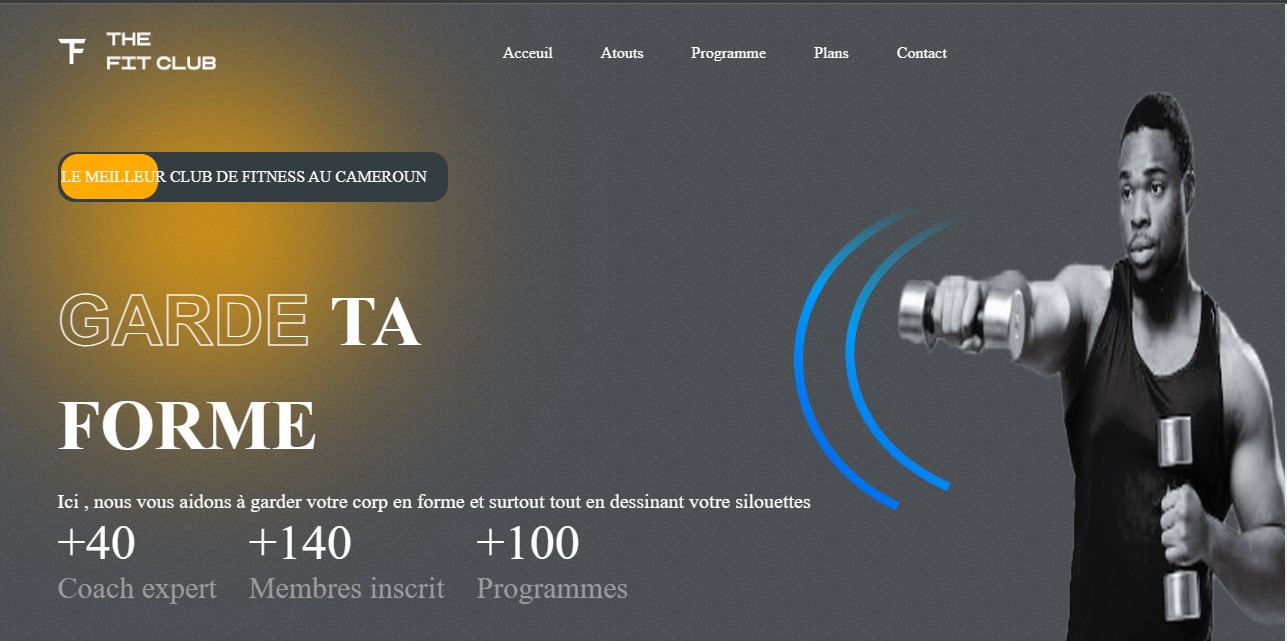 THE
FIT CLUB
Acceuil Atouts Programme Plans Contact
LE MEILLEUR CLUB DE FITNESS AU CAMEROUN
GARDE TA
FORME
Ici , nous vous aidons à garder votre corp en forme et surtout tout en dessinant votre silouettes
+40 +140 +100
Coach expert Membres inscrit Programmes